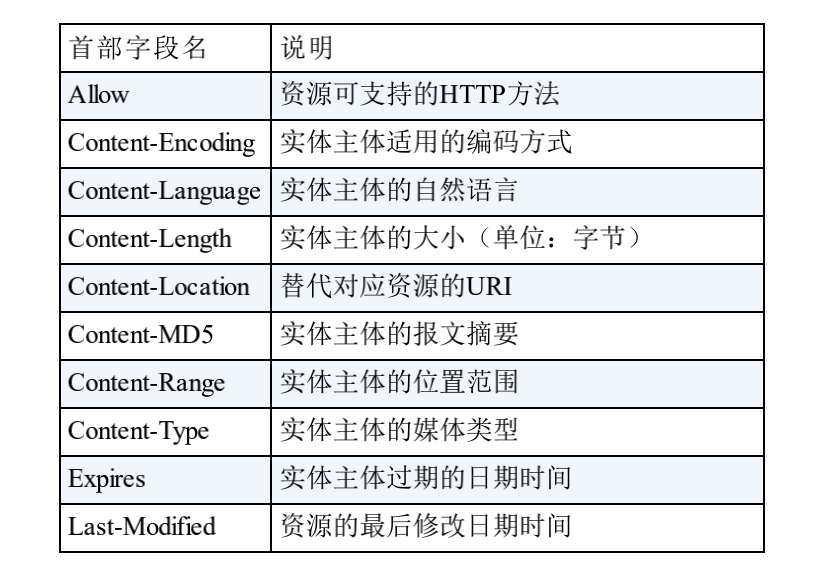 首部字段名 说明
Allow 资源可支持的HTTP方法
Content-Encoding 实体主体适用的编码方式
Content-Language 实体主体的自然语言
Content-Length 实体主体的大小（单位：字节）
Content-Location 替代对应资源的URI
Content-MD5 实体主体的报文摘要
Content-Range 实体主体的位置范围
Content-Type 实体主体的媒体类型
Expires 实体主体过期的日期时间
Last-Modified 资源的最后修改日期时间